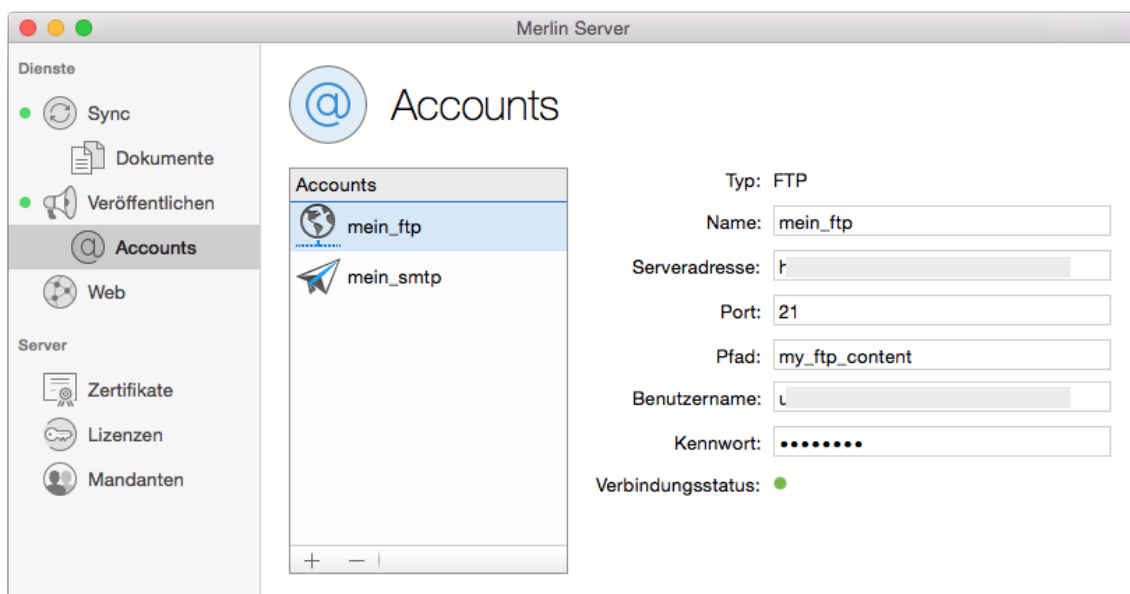 Merlin Server
Dienste
Sync
Dokumente
Veröffentlichen
Accounts
Web
Server
Zertifikate
Lizenzen
Mandanten
Accounts
Accounts
mein_ftp
mein_smtp
Typ: FTP
Name: mein_ftp
Serveradresse:
Port: 21
Pfad: my_ftp_content
Benutzername:
Kennwort: ••••••••
Verbindungsstatus: